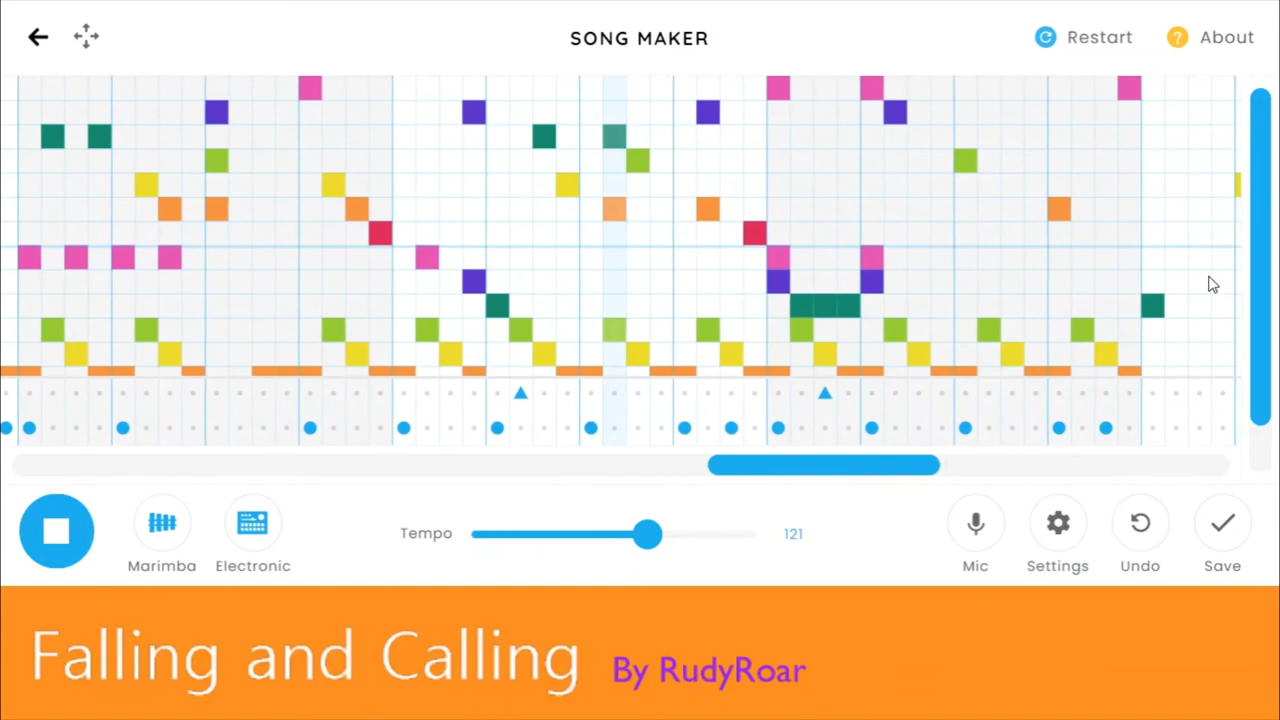 SONG MAKER
Restart
About
Tempo
121
Marimba
Electronic
Mic
Settings
Undo
Save
Falling and Calling
By RudyRoar